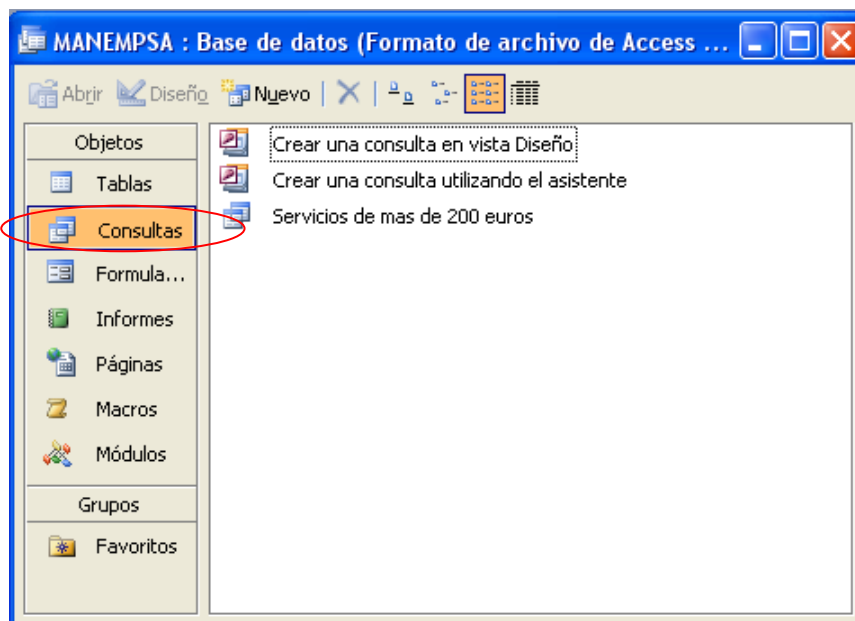 MANEMPSA : Base de datos (Formato de archivo de Access ...
Abrir Diseño Nuevo
Objetos
Tablas
Consultas
Formula...
Informes
Páginas
Macros
Módulos
Grupos
Favoritos
Crear una consulta en vista Diseño
Crear una consulta utilizando el asistente
Servicios de mas de 200 euros